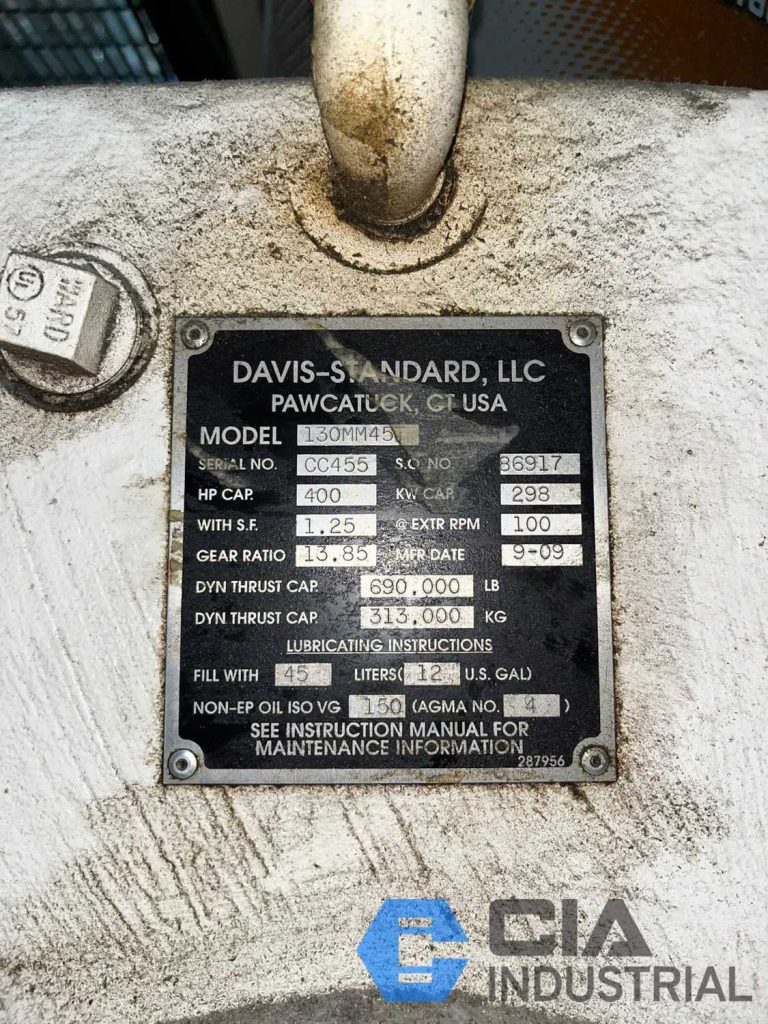 WARD
UL 57
DAVIS-STANDARD, LLC
PAWCATUCK, CT USA
MODEL 130MM45T
SERIAL NO. CC455 S.O. NO. 86917
HP CAP. 400 KW CAP. 298
WITH S.F. 1.25 @ EXTR RPM 100
GEAR RATIO 13.85 MFR DATE 9-09
DYN THRUST CAP. 690,000 LB
DYN THRUST CAP. 313,000 KG
LUBRICATING INSTRUCTIONS
FILL WITH 45 LITERS( 12 U.S. GAL)
NON-EP OIL ISO VG 150 (AGMA NO. 4 )
SEE INSTRUCTION MANUAL FOR
MAINTENANCE INFORMATION
287956
CIA
INDUSTRIAL